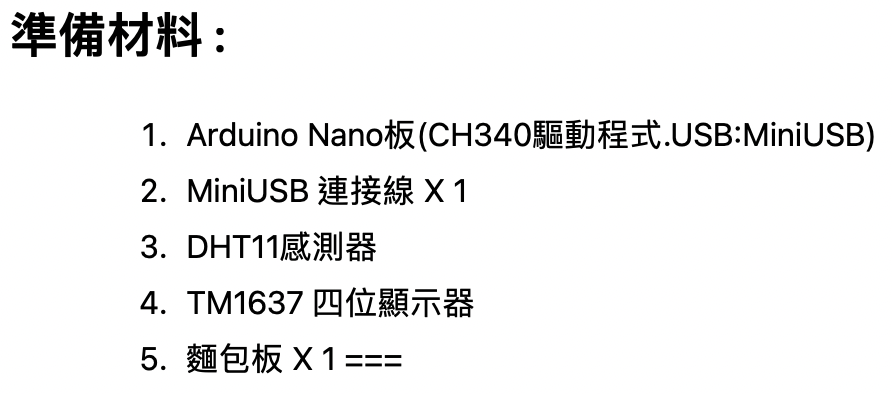 準備材料 :
1. Arduino Nano板(CH340驅動程式.USB:MiniUSB)
2. MiniUSB 連接線 X 1
3. DHT11感測器
4. TM1637 四位顯示器
5. 麵包板 X 1 ===